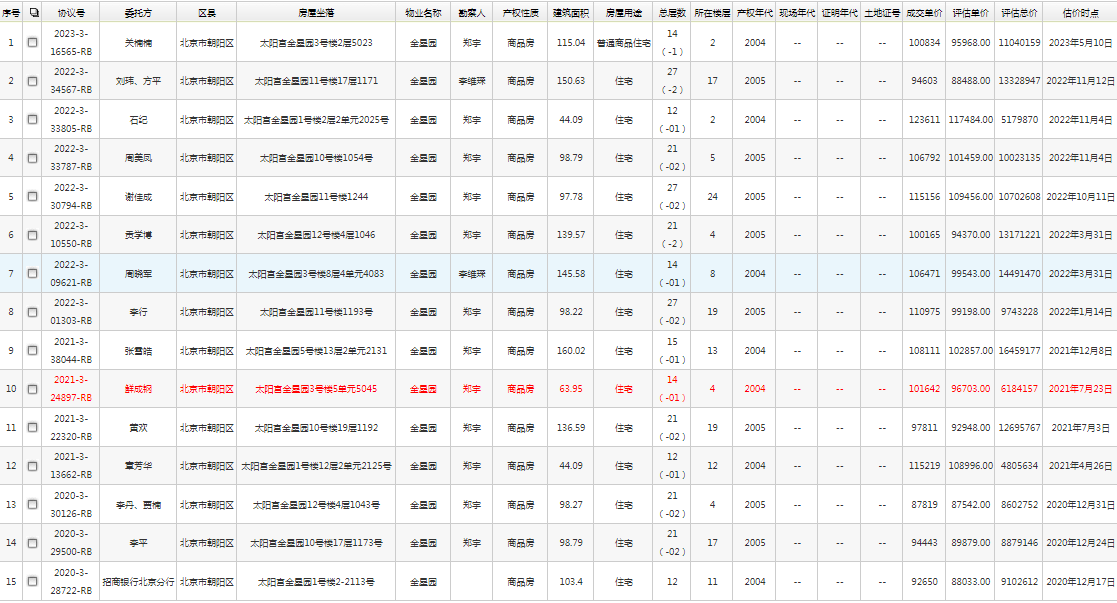 序号 协议号 委托方 区县 房屋坐落 物业名称 勘察人 产权性质 建筑面积 房屋用途 总层数 所在楼层 产权年代 现场年代 证明年代 土地证号 成交单价 评估单价 评估总价 估价时点
1 2023-3-16565-RB 关楠楠 北京市朝阳区 太阳宫金星园3号楼2层5023 金星园 郑宇 商品房 115.04 普通商品住宅 14（-1） 2 2004 -- -- -- 100834 95968.00 11040159 2023年5月10日
2 2022-3-34567-RB 刘玮、方平 北京市朝阳区 太阳宫金星园11号楼17层1171 金星园 李维琛 商品房 150.63 住宅 27（-2） 17 2005 -- -- -- 94603 88488.00 13328947 2022年11月12日
3 2022-3-33805-RB 石纪 北京市朝阳区 太阳宫金星园1号楼2层2单元2025号 金星园 郑宇 商品房 44.09 住宅 12（-01） 2 2004 -- -- -- 123611 117484.00 5179870 2022年11月4日
4 2022-3-33787-RB 周美凤 北京市朝阳区 太阳宫金星园10号楼1054号 金星园 郑宇 商品房 98.79 住宅 21（-02） 5 2005 -- -- -- 106792 101459.00 10023135 2022年11月4日
5 2022-3-30794-RB 谢佳成 北京市朝阳区 太阳宫金星园11号楼1244 金星园 郑宇 商品房 97.78 住宅 27（-02） 24 2005 -- -- -- 115156 109456.00 10702608 2022年10月11日
6 2022-3-10550-RB 贡学博 北京市朝阳区 太阳宫金星园12号楼4层1046 金星园 郑宇 商品房 139.57 住宅 21（-2） 4 2005 -- -- -- 100165 94370.00 13171221 2022年3月31日
7 2022-3-09621-RB 周晓军 北京市朝阳区 太阳宫金星园3号楼8层4单元4083 金星园 李维琛 商品房 145.58 住宅 14（-01） 8 2004 -- -- -- 106471 99543.00 14491470 2022年3月31日
8 2022-3-01303-RB 李行 北京市朝阳区 太阳宫金星园11号楼1193号 金星园 郑宇 商品房 98.22 住宅 27（-02） 19 2005 -- -- -- 110975 99198.00 9743228 2022年1月14日
9 2021-3-38044-RB 张雪皓 北京市朝阳区 太阳宫金星园5号楼13层2单元2131 金星园 郑宇 商品房 160.02 住宅 15（-01） 13 2004 -- -- -- 108111 102857.00 16459177 2021年12月8日
10 2021-3-24897-RB 鲜成钢 北京市朝阳区 太阳宫金星园3号楼5单元5045 金星园 郑宇 商品房 63.95 住宅 14（-01） 4 2004 -- -- -- 101642 96703.00 6184157 2021年7月23日
11 2021-3-22320-RB 黄欢 北京市朝阳区 太阳宫金星园10号楼19层1192 金星园 郑宇 商品房 136.59 住宅 21（-02） 19 2005 -- -- -- 97811 92948.00 12695767 2021年7月3日
12 2021-3-13662-RB 章芳华 北京市朝阳区 太阳宫金星园1号楼12层2单元2125号 金星园 郑宇 商品房 44.09 住宅 12（-01） 12 2004 -- -- -- 115219 108996.00 4805634 2021年4月26日
13 2020-3-30126-RB 李丹、贾楠 北京市朝阳区 太阳宫金星园12号楼4层1043号 金星园 郑宇 商品房 98.27 住宅 21（-02） 4 2005 -- -- -- 87819 87542.00 8602752 2020年12月31日
14 2020-3-29500-RB 李平 北京市朝阳区 太阳宫金星园10号楼17层1173号 金星园 郑宇 商品房 98.79 住宅 21（-02） 17 2005 -- -- -- 94443 89879.00 8879146 2020年12月24日
15 2020-3-28722-RB 招商银行北京分行 北京市朝阳区 太阳宫金星园1号楼2-2113号 金星园 商品房 103.4 住宅 12 11 2004 -- -- -- 92650 88033.00 9102612 2020年12月17日